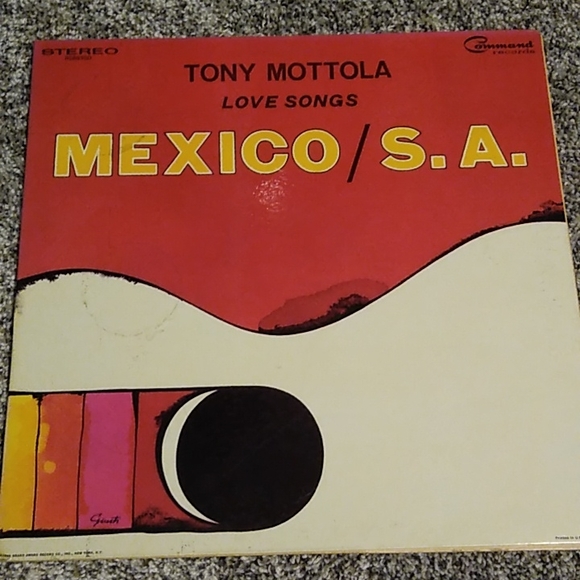 STEREO
Command
records
TONY MOTTOLA
LOVE SONGS
MEXICO / S.A.